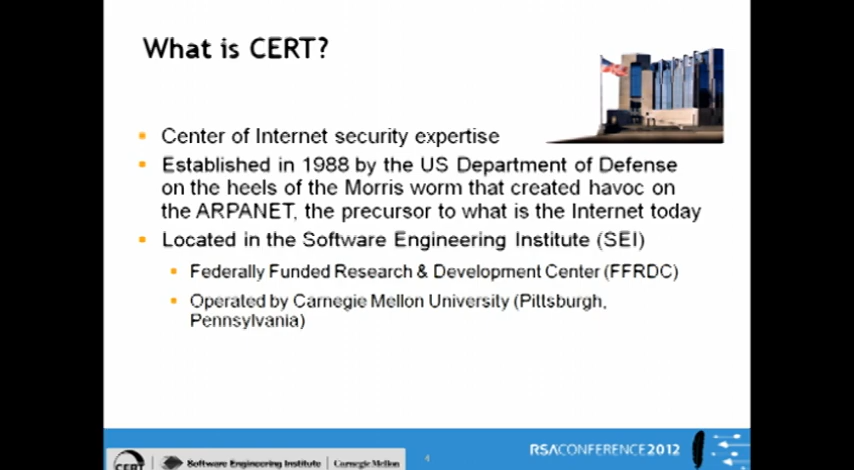 What is CERT?
Center of Internet security expertise
Established in 1988 by the US Department of Defense
on the heels of the Morris worm that created havoc on
the ARPANET, the precursor to what is the Internet today
Located in the Software Engineering Institute (SEI)
Federally Funded Research & Development Center (FFRDC)
Operated by Carnegie Mellon University (Pittsburgh,
Pennsylvania)
CERT
Software Engineering Institute
Carnegie Mellon
4
RSACONFERENCE2012